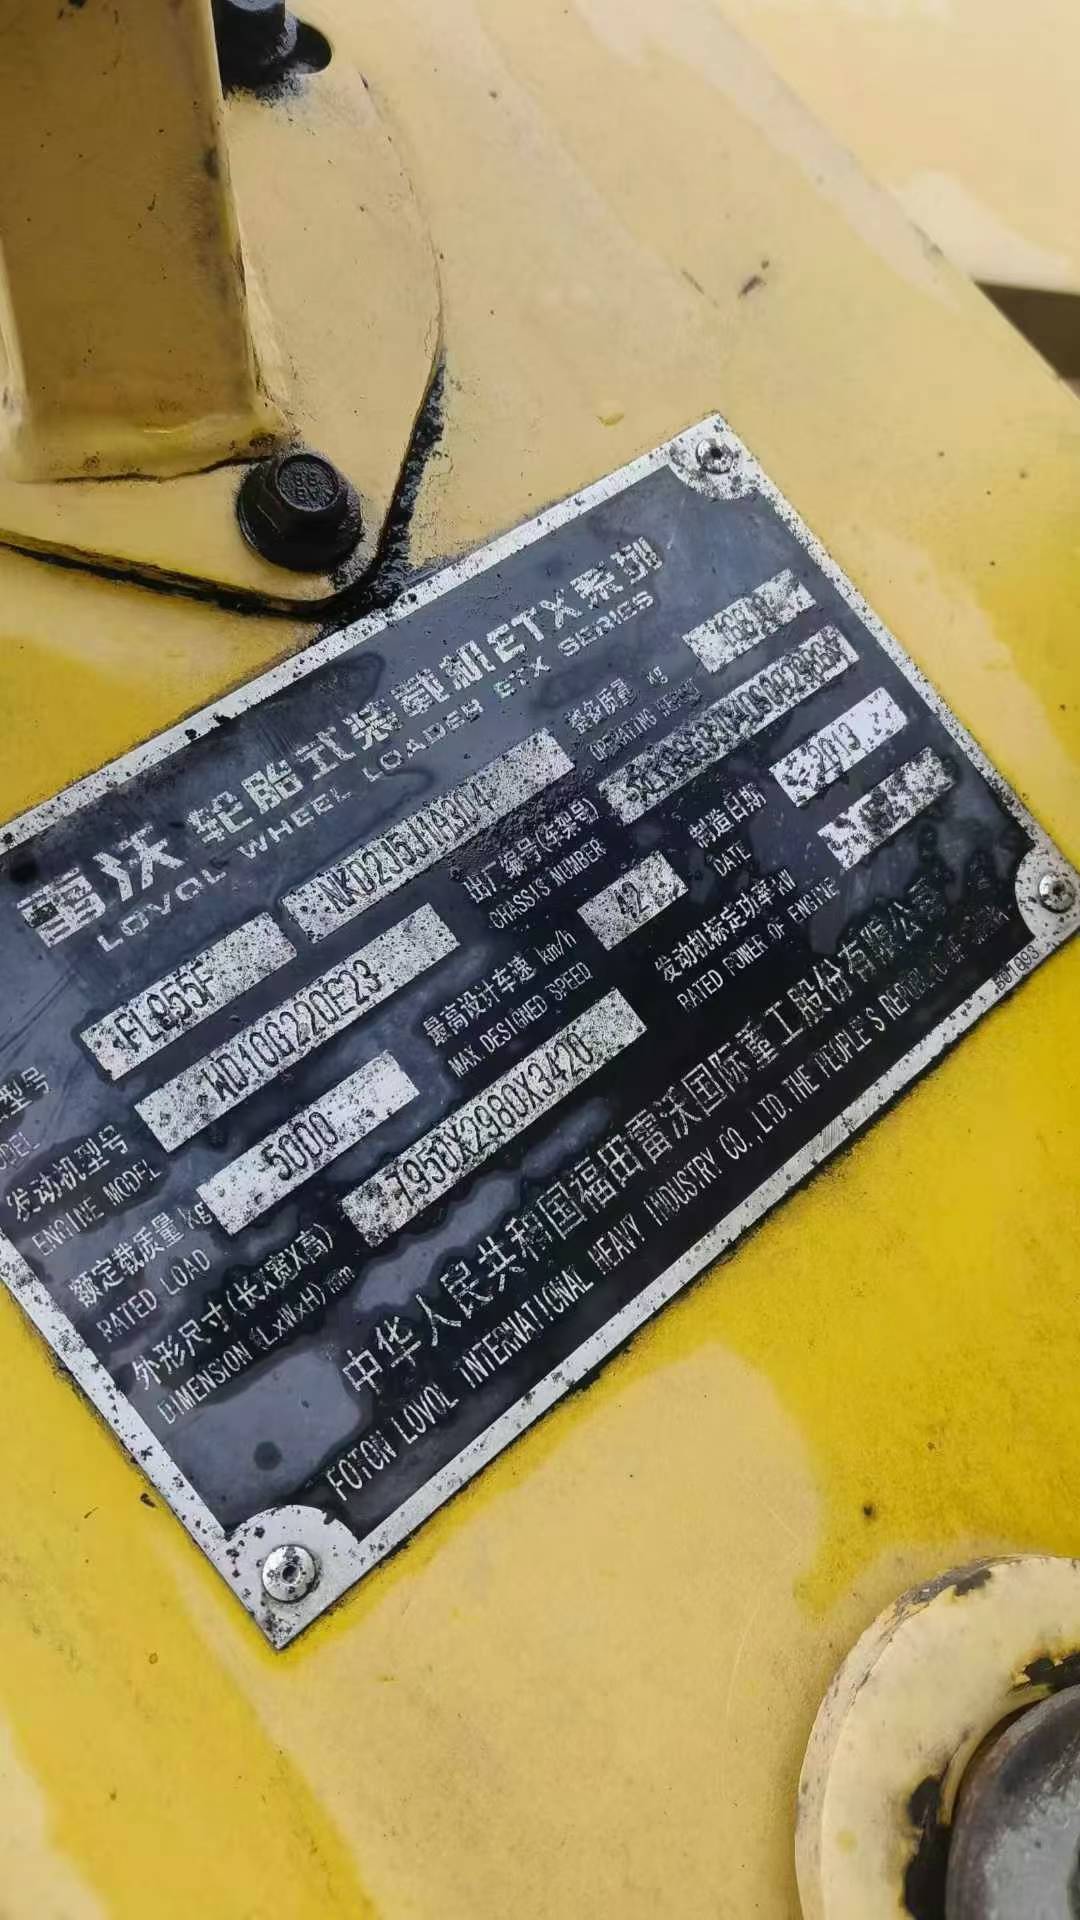 雷沃 轮胎式装载机ETX系列
LOVOL WHEEL LOADER ETX SERIES
型号 FL955F NKD2J5J1G304 整备质量 kg
OPERATING WEIGHT
发动机型号 WD10G220E23 出厂编号(车架号)
ENGINE MODEL CHASSIS NUMBER
额定载质量 kg 5000 最高设计车速 km/h 42 制造日期 2013
RATED LOAD MAX.DESIGNED SPEED DATE
外形尺寸(长X宽X高) 7950X2980X3420 发动机标定功率 kW
DIMENSION (LxWxH) mm RATED POWER OF ENGINE
中华人民共和国福田雷沃国际重工股份有限公司
FOTON LOVOL INTERNATIONAL HEAVY INDUSTRY CO.,LTD.THE PEOPLE'S REPUBLIC OF CHINA